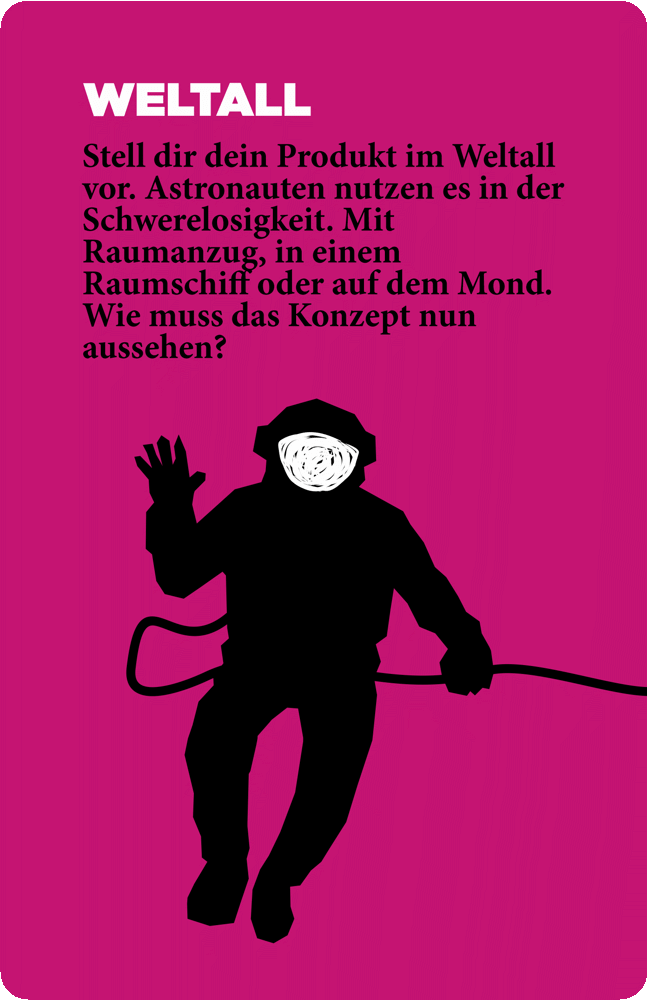 WELTALL
Stell dir dein Produkt im Weltall
vor. Astronauten nutzen es in der
Schwerelosigkeit. Mit
Raumanzug, in einem
Raumschiff oder auf dem Mond.
Wie muss das Konzept nun
aussehen?